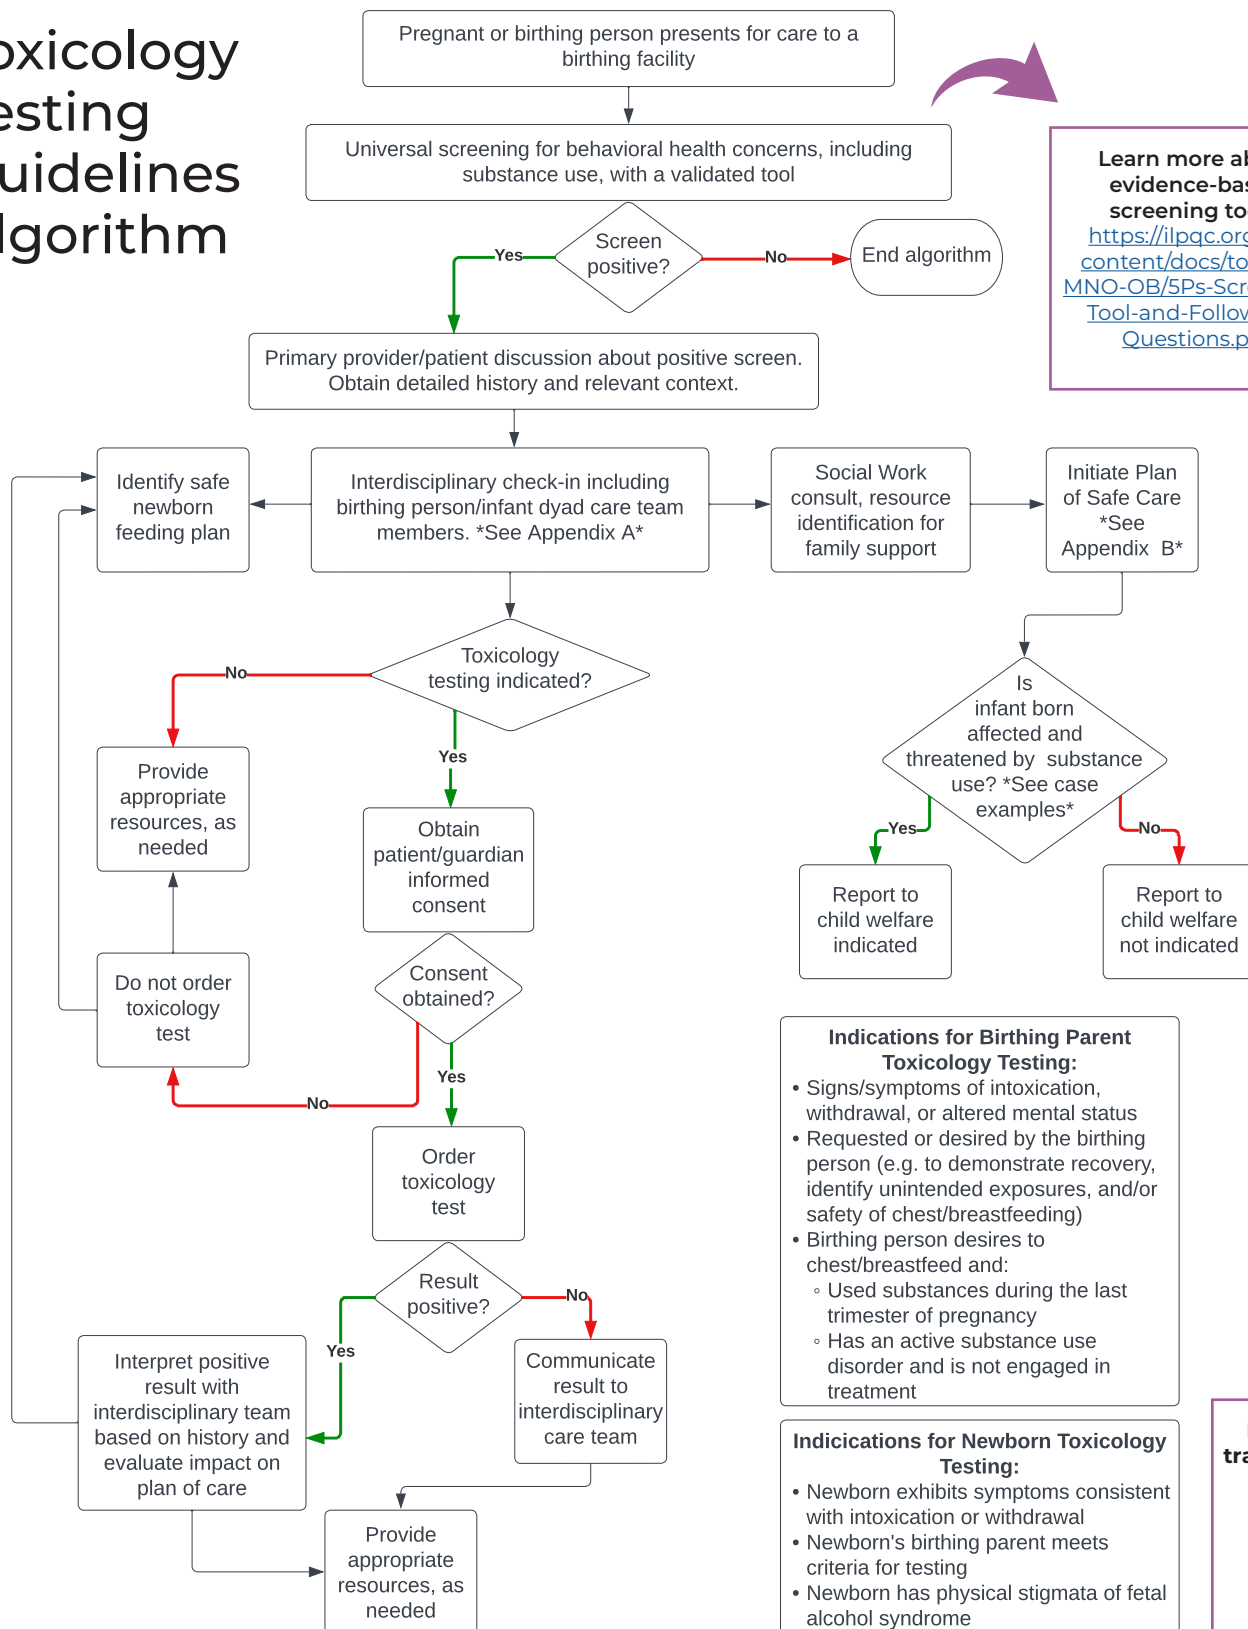 oxicology
esting
uidelines
lgorithm
Pregnant or birthing person presents for care to a
birthing facility
Universal screening for behavioral health concerns, including
substance use, with a validated tool
Learn more ab
evidence-bas
screening too
https://ilpqc.org
content/docs/to
MNO-OB/5Ps-Scre
Tool-and-Follow
Questions.p
Screen
positive?
Yes
No
End algorithm
Primary provider/patient discussion about positive screen.
Obtain detailed history and relevant context.
Identify safe
newborn
feeding plan
Interdisciplinary check-in including
birthing person/infant dyad care team
members. *See Appendix A*
Social Work
consult, resource
identification for
family support
Initiate Plan
of Safe Care
*See
Appendix B*
Toxicology
testing indicated?
No
Yes
Is
infant born
affected and
threatened by substance
use? *See case
examples*
Yes
No
Provide
appropriate
resources, as
needed
Obtain
patient/guardian
informed
consent
Report to
child welfare
indicated
Report to
child welfare
not indicated
Do not order
toxicology
test
Consent
obtained?
No
Yes
Order
toxicology
test
Result
positive?
Yes
No
Interpret positive
result with
interdisciplinary team
based on history and
evaluate impact on
plan of care
Communicate
result to
interdisciplinary
care team
Provide
appropriate
resources, as
needed
Indications for Birthing Parent
Toxicology Testing:
• Signs/symptoms of intoxication,
withdrawal, or altered mental status
• Requested or desired by the birthing
person (e.g. to demonstrate recovery,
identify unintended exposures, and/or
safety of chest/breastfeeding)
• Birthing person desires to
chest/breastfeed and:
◦ Used substances during the last
trimester of pregnancy
◦ Has an active substance use
disorder and is not engaged in
treatment
Indicications for Newborn Toxicology
Testing:
• Newborn exhibits symptoms consistent
with intoxication or withdrawal
• Newborn's birthing parent meets
criteria for testing
• Newborn has physical stigmata of fetal
alcohol syndrome
tra